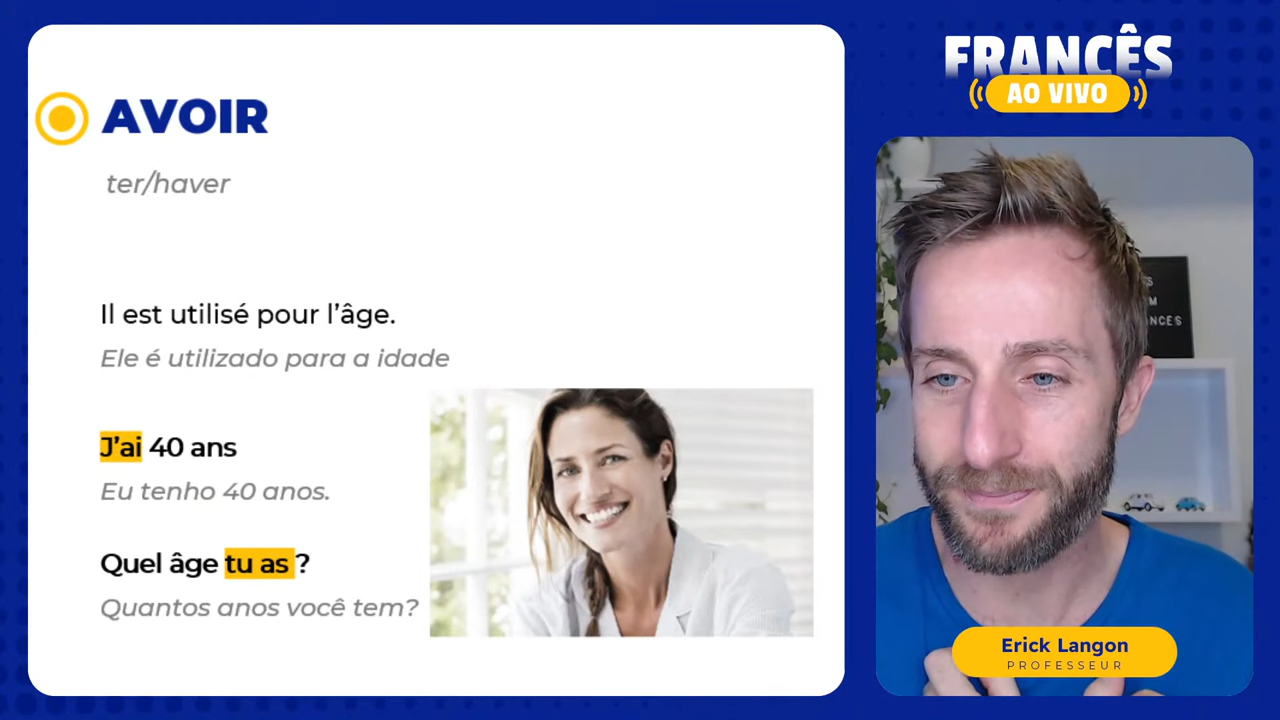 AVOIR
ter/haver
Il est utilisé pour l'âge.
Ele é utilizado para a idade
J'ai 40 ans
Eu tenho 40 anos.
Quel âge tu as ?
Quantos anos você tem?
FRANCÊS
AO VIVO
Erick Langon
PROFESSEUR